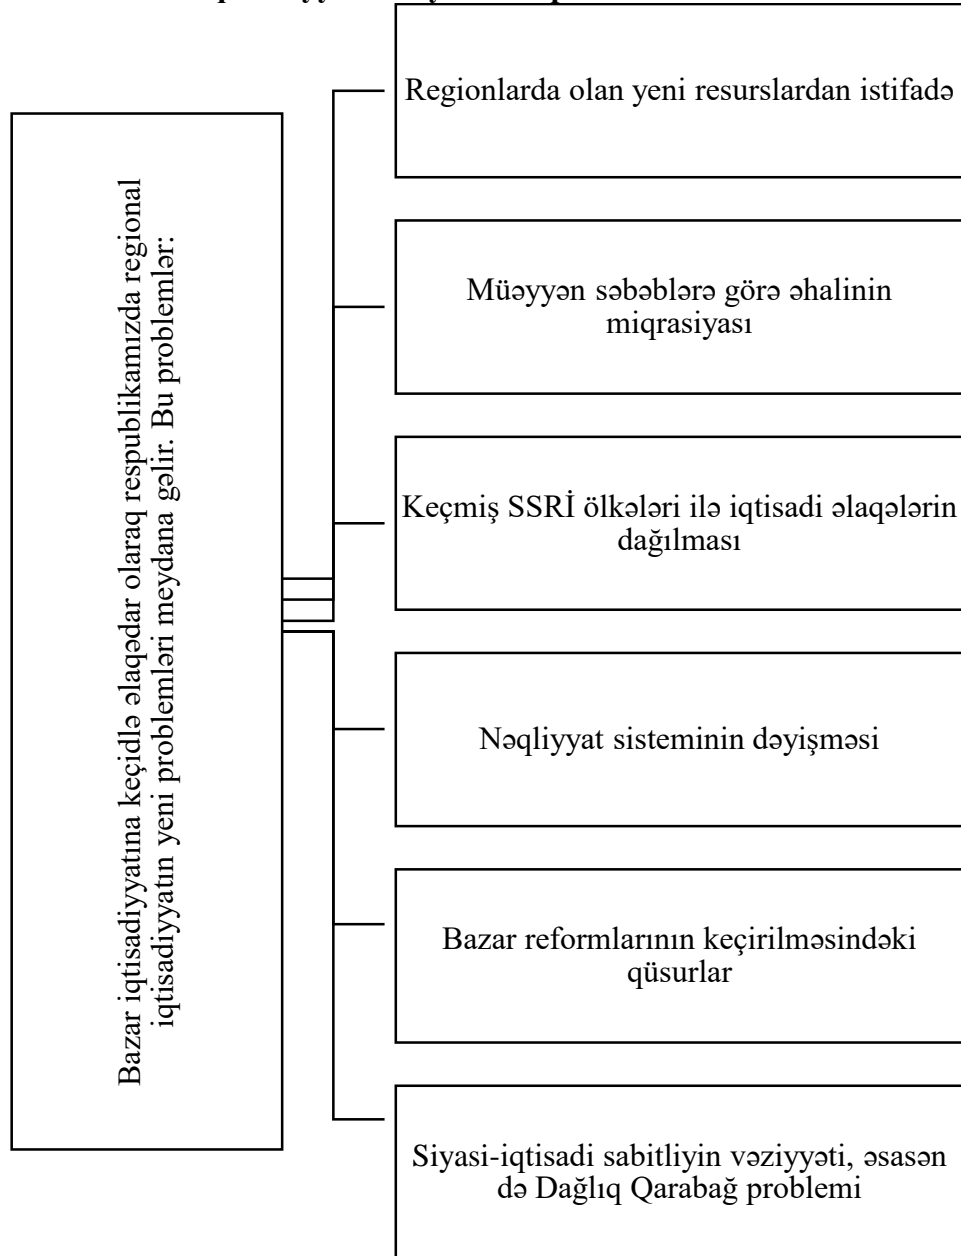 Regionlarda olan yeni resurslardan istifadə
Bazar iqtisadiyyatına keçidlə əlaqədar olaraq respublikamızda regional
iqtisadiyyatın yeni problemləri meydana gəlir. Bu problemlər:
Müəyyən səbəblərə görə əhalinin
miqrasiyası
Keçmiş SSRİ ölkələri ilə iqtisadi əlaqələrin
dağılması
Nəqliyyat sisteminin dəyişməsi
Bazar reformlarının keçirilməsindəki
qüsurlar
Siyasi-iqtisadi sabitliyin vəziyyəti, əsasən
də Dağlıq Qarabağ problemi